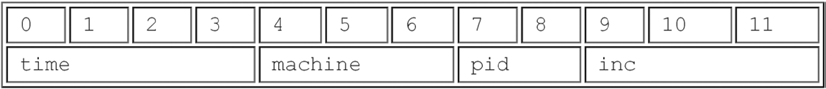 0 1 2 3 4 5 6 7 8 9 10 11
time machine pid inc